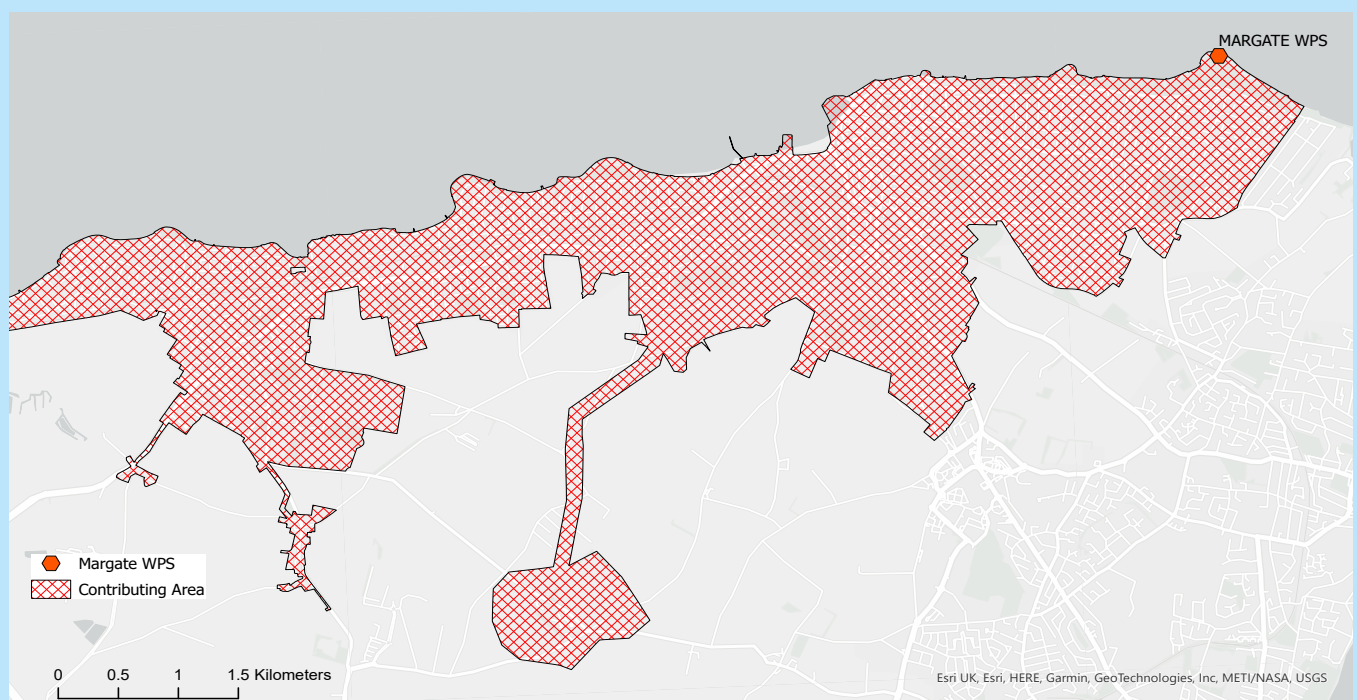 MARGATE WPS
Margate WPS
Contributing Area
0 0.5 1 1.5 Kilometers
Esri UK, Esri, HERE, Garmin, GeoTechnologies, Inc, METI/NASA, USGS